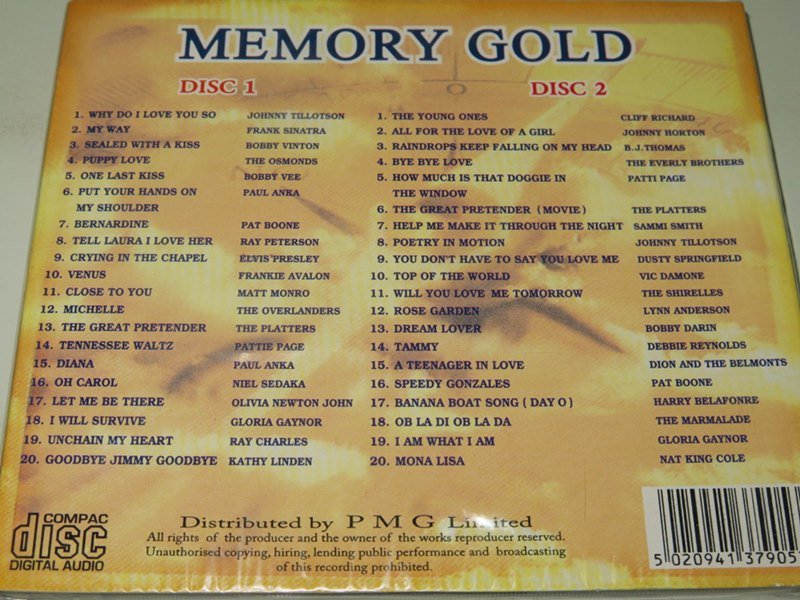 MEMORY GOLD
DISC 1
1. WHY DO I LOVE YOU SO JOHNNY TILLOTSON
2. MY WAY FRANK SINATRA
3. SEALED WITH A KISS BOBBY VINTON
4. PUPPY LOVE THE OSMONDS
5. ONE LAST KISS BOBBY VEE
6. PUT YOUR HANDS ON PAUL ANKA
MY SHOULDER
7. BERNARDINE PAT BOONE
8. TELL LAURA I LOVE HER RAY PETERSON
9. CRYING IN THE CHAPEL ELVIS PRESLEY
10. VENUS FRANKIE AVALON
11. CLOSE TO YOU MATT MONRO
12. MICHELLE THE OVERLANDERS
13. THE GREAT PRETENDER THE PLATTERS
14. TENNESSEE WALTZ PATTIE PAGE
15. DIANA PAUL ANKA
16. OH CAROL NIEL SEDAKA
17. LET ME BE THERE OLIVIA NEWTON JOHN
18. I WILL SURVIVE GLORIA GAYNOR
19. UNCHAIN MY HEART RAY CHARLES
20. GOODBYE JIMMY GOODBYE KATHY LINDEN
DISC 2
1. THE YOUNG ONES CLIFF RICHARD
2. ALL FOR THE LOVE OF A GIRL JOHNNY HORTON
3. RAINDROPS KEEP FALLING ON MY HEAD B.J.THOMAS
4. BYE BYE LOVE THE EVERLY BROTHERS
5. HOW MUCH IS THAT DOGGIE IN PATTI PAGE
THE WINDOW
6. THE GREAT PRETENDER ( MOVIE ) THE PLATTERS
7. HELP ME MAKE IT THROUGH THE NIGHT SAMMI SMITH
8. POETRY IN MOTION JOHNNY TILLOTSON
9. YOU DON'T HAVE TO SAY YOU LOVE ME DUSTY SPRINGFIELD
10. TOP OF THE WORLD VIC DAMONE
11. WILL YOU LOVE ME TOMORROW THE SHIRELLES
12. ROSE GARDEN LYNN ANDERSON
13. DREAM LOVER BOBBY DARIN
14. TAMMY DEBBIE REYNOLDS
15. A TEENAGER IN LOVE DION AND THE BELMONTS
16. SPEEDY GONZALES PAT BOONE
17. BANANA BOAT SONG ( DAY O ) HARRY BELAFONRE
18. OB LA DI OB LA DA THE MARMALADE
19. I AM WHAT I AM GLORIA GAYNOR
20. MONA LISA NAT KING COLE
COMPAC
disc
DIGITAL AUDIO
Distributed by P M G Limited
All rights of the producer and the owner of the works reproducer reserved.
Unauthorised copying, hiring, lending public performance and broadcasting
of this recording prohibited.
5 020941 37905